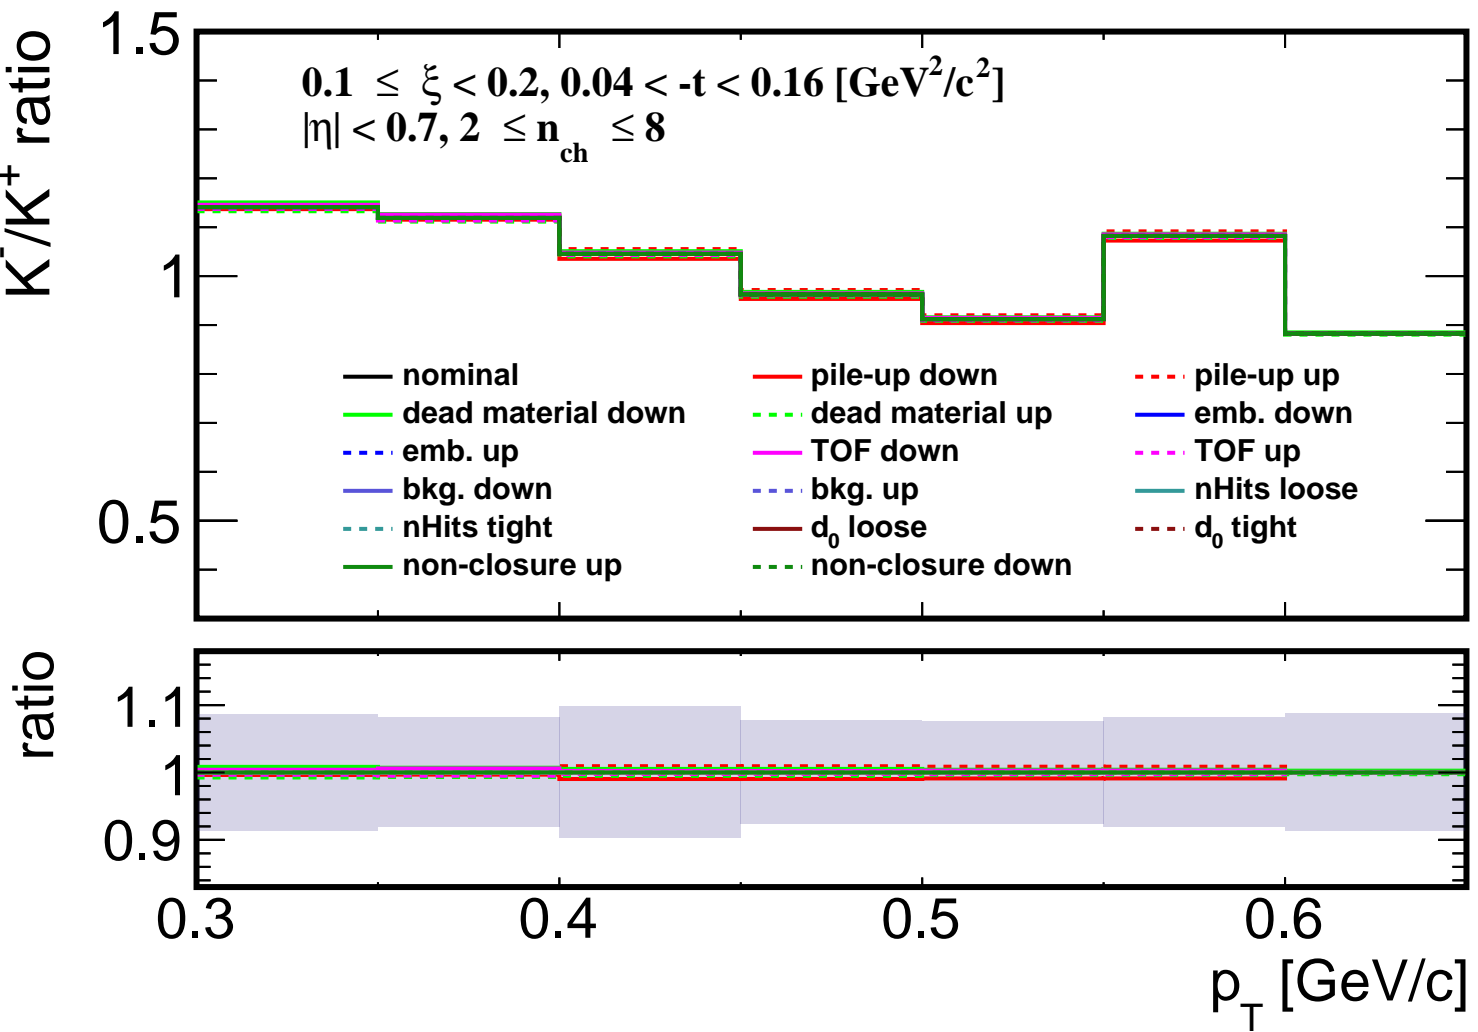 K⁻/K⁺ ratio
1.5
1
0.5
0.1 ≤ ξ < 0.2, 0.04 < -t < 0.16 [GeV²/c²]
|η| < 0.7, 2 ≤ n_ch ≤ 8
nominal
pile-up down
pile-up up
dead material down
dead material up
emb. down
emb. up
TOF down
TOF up
bkg. down
bkg. up
nHits loose
nHits tight
d₀ loose
d₀ tight
non-closure up
non-closure down
ratio
1.1
1
0.9
0.3
0.4
0.5
0.6
p_T [GeV/c]